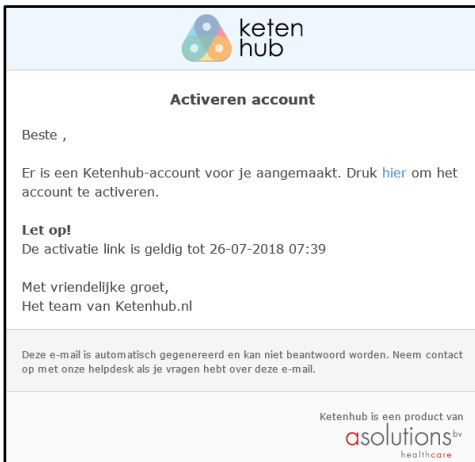 keten
hub
Activeren account
Beste ,
Er is een Ketenhub-account voor je aangemaakt. Druk hier om het
account te activeren.
Let op!
De activatie link is geldig tot 26-07-2018 07:39
Met vriendelijke groet,
Het team van Ketenhub.nl
Deze e-mail is automatisch gegenereerd en kan niet beantwoord worden. Neem contact
op met onze helpdesk als je vragen hebt over deze e-mail.
Ketenhub is een product van
asolutions bv
healthcare